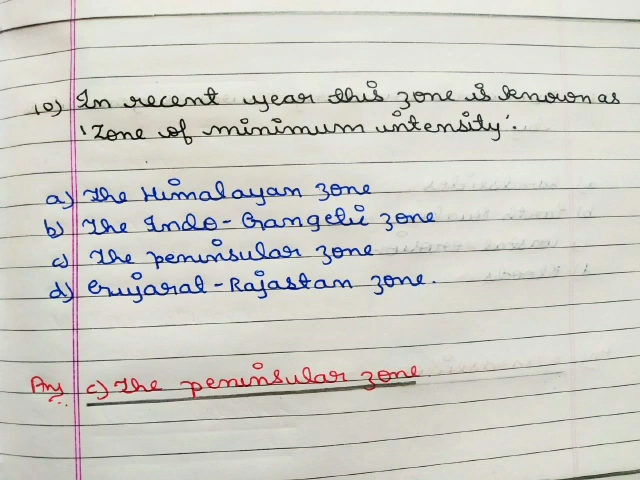 10) In recent year this zone is known as
'Zone of minimum intensity'.
a) The Himalayan zone
b) The Indo-Gangetic zone
c) The peninsular zone
d) Gujarat-Rajastan zone.
Ans c) The peninsular zone